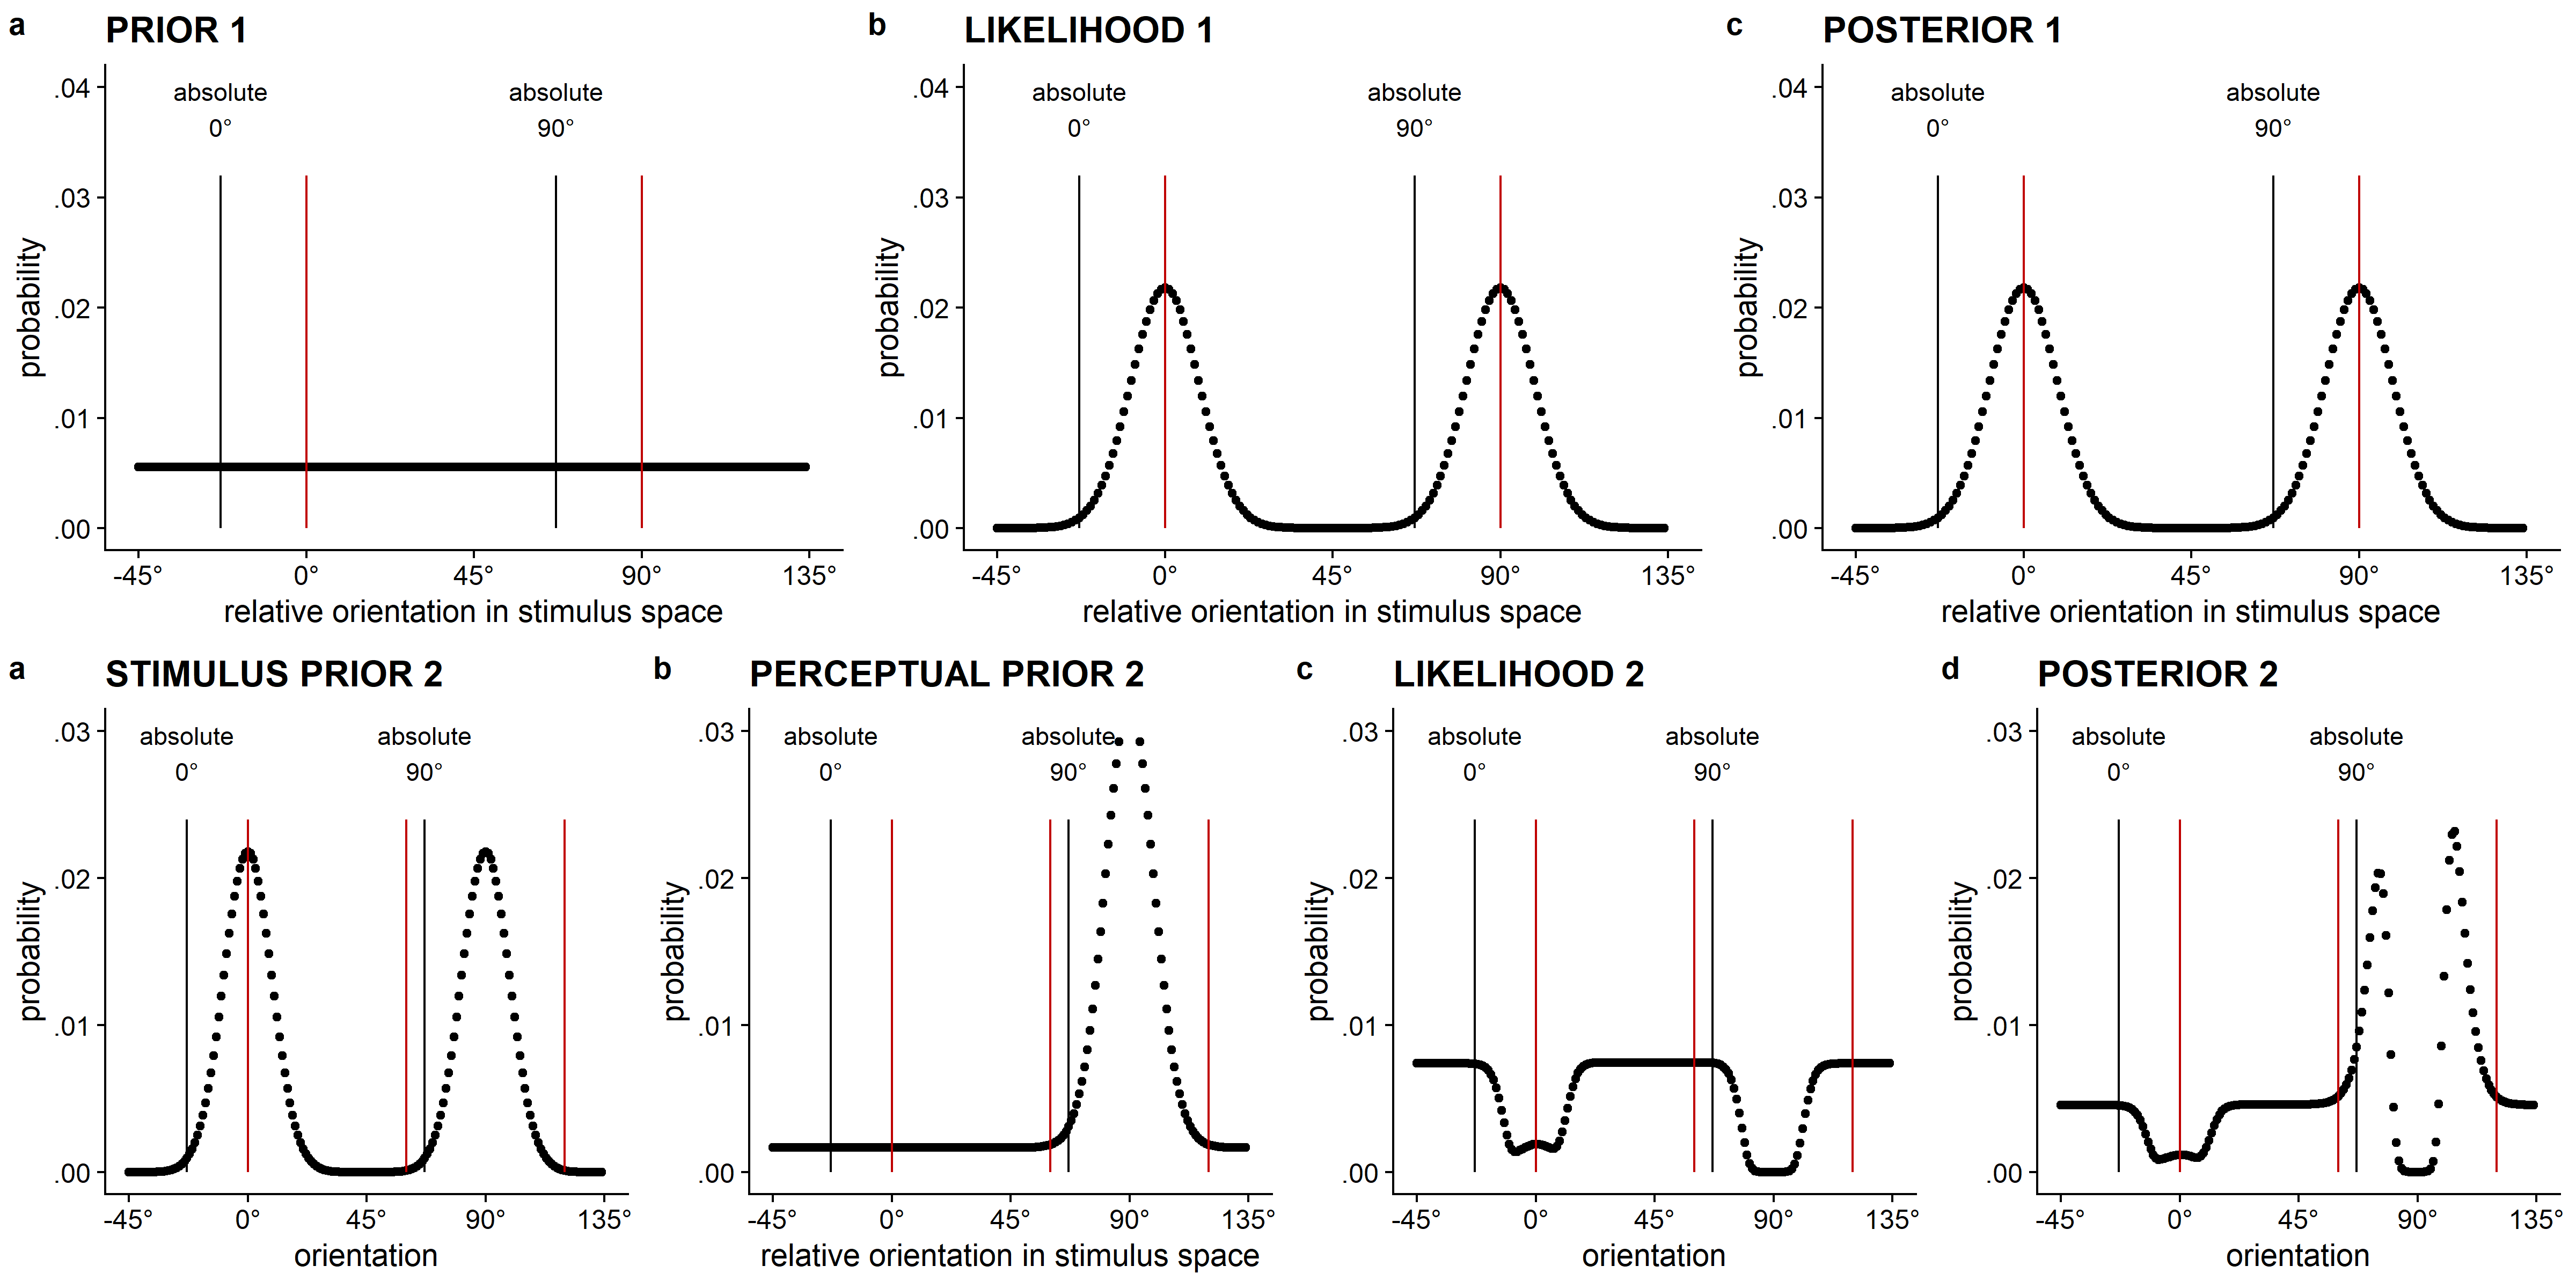 a PRIOR 1
absolute absolute
0° 90°
.04
.03
.02
.01
.00
probability
-45° 0° 45° 90° 135°
relative orientation in stimulus space
b LIKELIHOOD 1
absolute absolute
0° 90°
.04
.03
.02
.01
.00
probability
-45° 0° 45° 90° 135°
relative orientation in stimulus space
c POSTERIOR 1
absolute absolute
0° 90°
.04
.03
.02
.01
.00
probability
-45° 0° 45° 90° 135°
relative orientation in stimulus space
a STIMULUS PRIOR 2
absolute absolute
0° 90°
.03
.02
.01
.00
probability
-45° 0° 45° 90° 135°
orientation
b PERCEPTUAL PRIOR 2
absolute absolute
0° 90°
.03
.02
.01
.00
probability
-45° 0° 45° 90° 135°
relative orientation in stimulus space
c LIKELIHOOD 2
absolute absolute
0° 90°
.03
.02
.01
.00
probability
-45° 0° 45° 90° 135°
orientation
d POSTERIOR 2
absolute absolute
0° 90°
.03
.02
.01
.00
probability
-45° 0° 45° 90° 135°
orientation